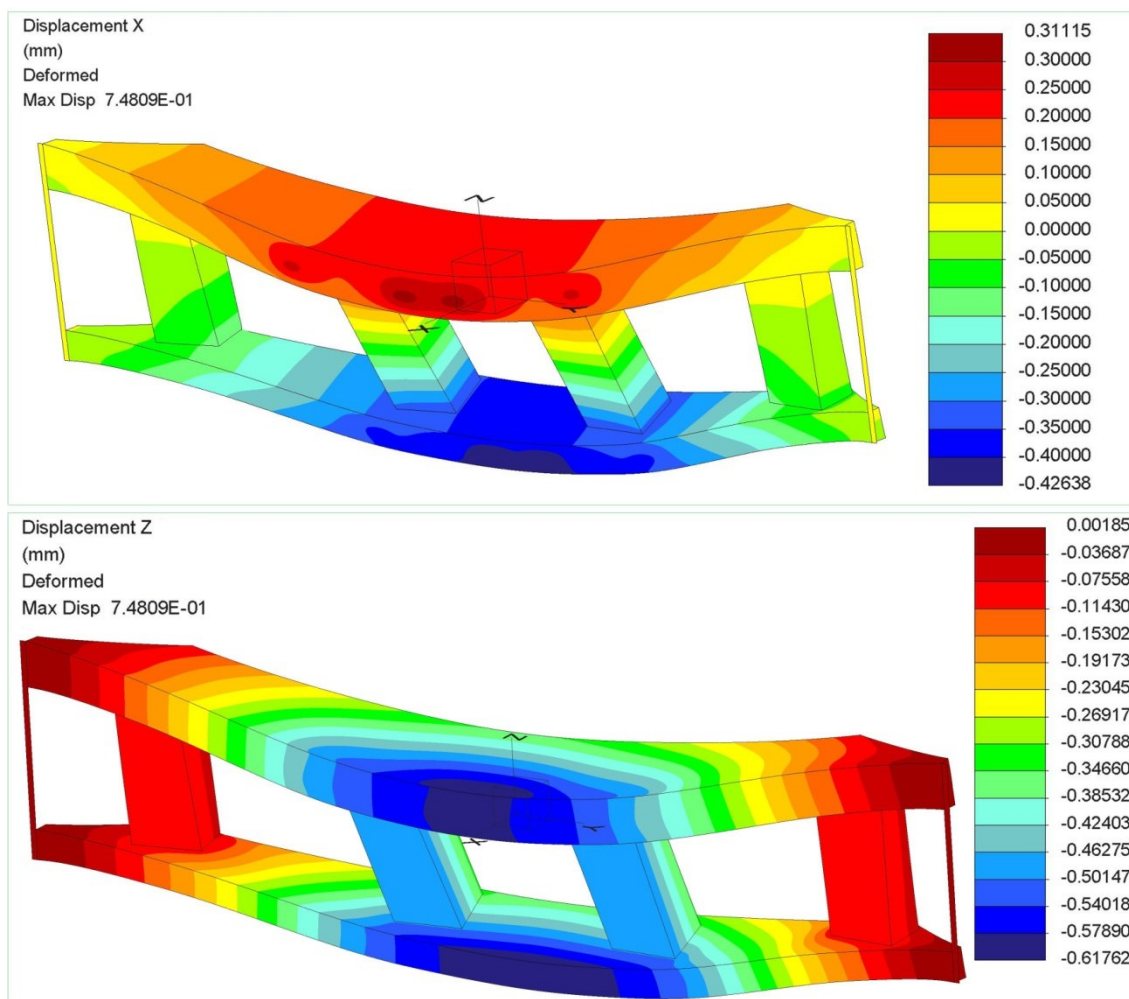 Displacement X
(mm)
Deformed
Max Disp 7.4809E-01
0.31115
0.30000
0.25000
0.20000
0.15000
0.10000
0.05000
0.00000
-0.05000
-0.10000
-0.15000
-0.20000
-0.25000
-0.30000
-0.35000
-0.40000
-0.42638
Z
X
Y
Displacement Z
(mm)
Deformed
Max Disp 7.4809E-01
0.00185
-0.03687
-0.07558
-0.11430
-0.15302
-0.19173
-0.23045
-0.26917
-0.30788
-0.34660
-0.38532
-0.42403
-0.46275
-0.50147
-0.54018
-0.57890
-0.61762
Z
Y
X